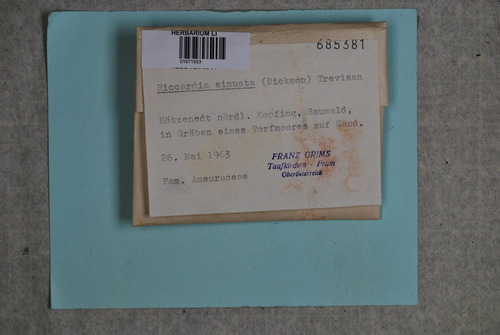 HERBARIUM LI
01671933
685381
Riccardia sinuata (Dickson) Trevisan
Hötzenedt nördl. Kopfing, Sauwald,
in Gräben eines Torfmoores auf Sand.
26. Mai 1963
FRANZ GRIMS
Taufkirchen - Pram
Oberösterreich
Fam. Aneuraceae